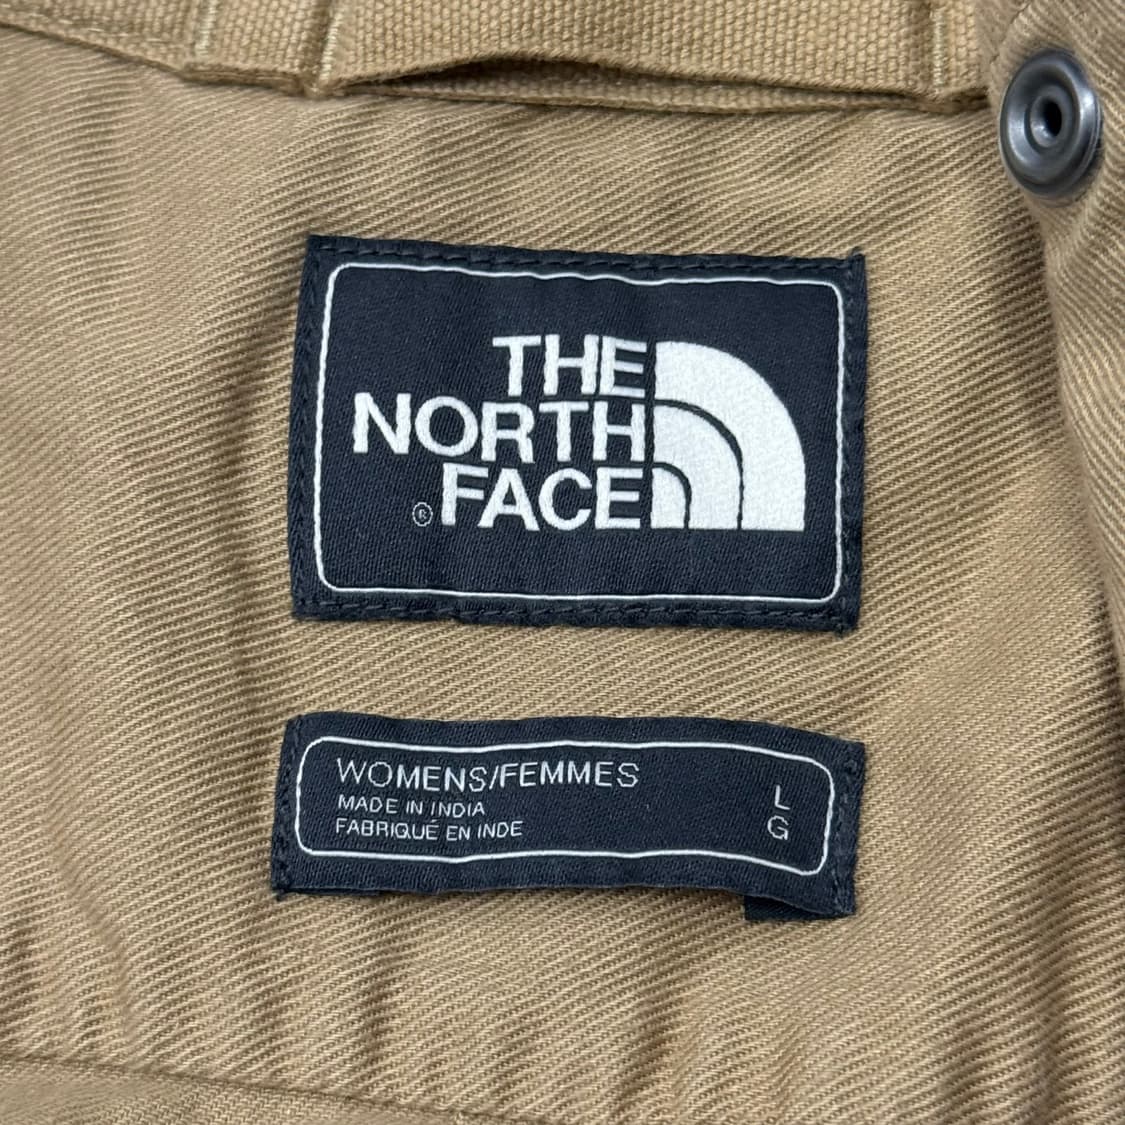 THE
NORTH
®FACE
WOMENS/FEMMES
MADE IN INDIA
FABRIQUÉ EN INDE
L
G